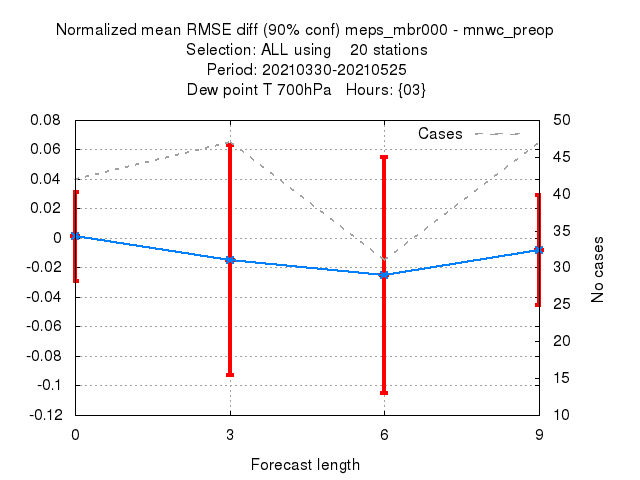 Normalized mean RMSE diff (90% conf) meps_mbr000 - mnwc_preop
Selection: ALL using    20 stations
Period: 20210330-20210525
Dew point T 700hPa   Hours: {03}
Cases
0.08
0.06
0.04
0.02
0
-0.02
-0.04
-0.06
-0.08
-0.1
-0.12
50
45
40
35
30
25
20
15
10
No cases
0 3 6 9
Forecast length